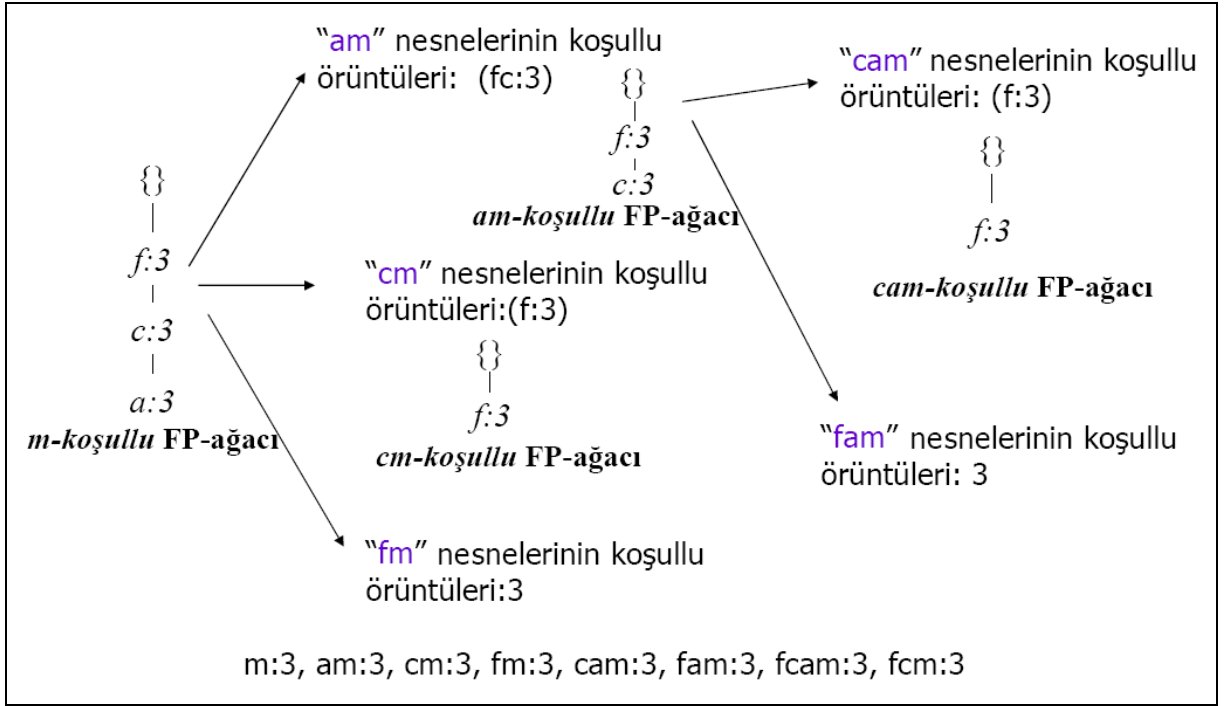 “am” nesnelerinin koşullu
örüntüleri: (fc:3)
{}
f:3
c:3
am-koşullu FP-ağacı
“cam” nesnelerinin koşullu
örüntüleri: (f:3)
{}
f:3
cam-koşullu FP-ağacı
{}
f:3
c:3
a:3
m-koşullu FP-ağacı
“cm” nesnelerinin koşullu
örüntüleri:(f:3)
{}
f:3
cm-koşullu FP-ağacı
“fam” nesnelerinin koşullu
örüntüleri: 3
“fm” nesnelerinin koşullu
örüntüleri:3
m:3, am:3, cm:3, fm:3, cam:3, fam:3, fcam:3, fcm:3